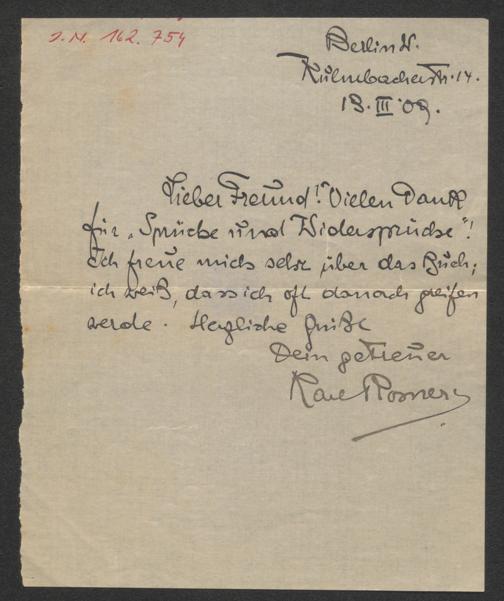 J.N. 162.754
Berlin W.
Kulmbacherstr. 14.
13. III. 09.
Lieber Freund! Vielen Dank
für „Sprüche und Widersprüche"!
Ich freue mich sehr über das Buch;
ich weiß, dass ich oft danach greifen
werde. Herzliche Grüße
Dein getreuer
Karl Rosner